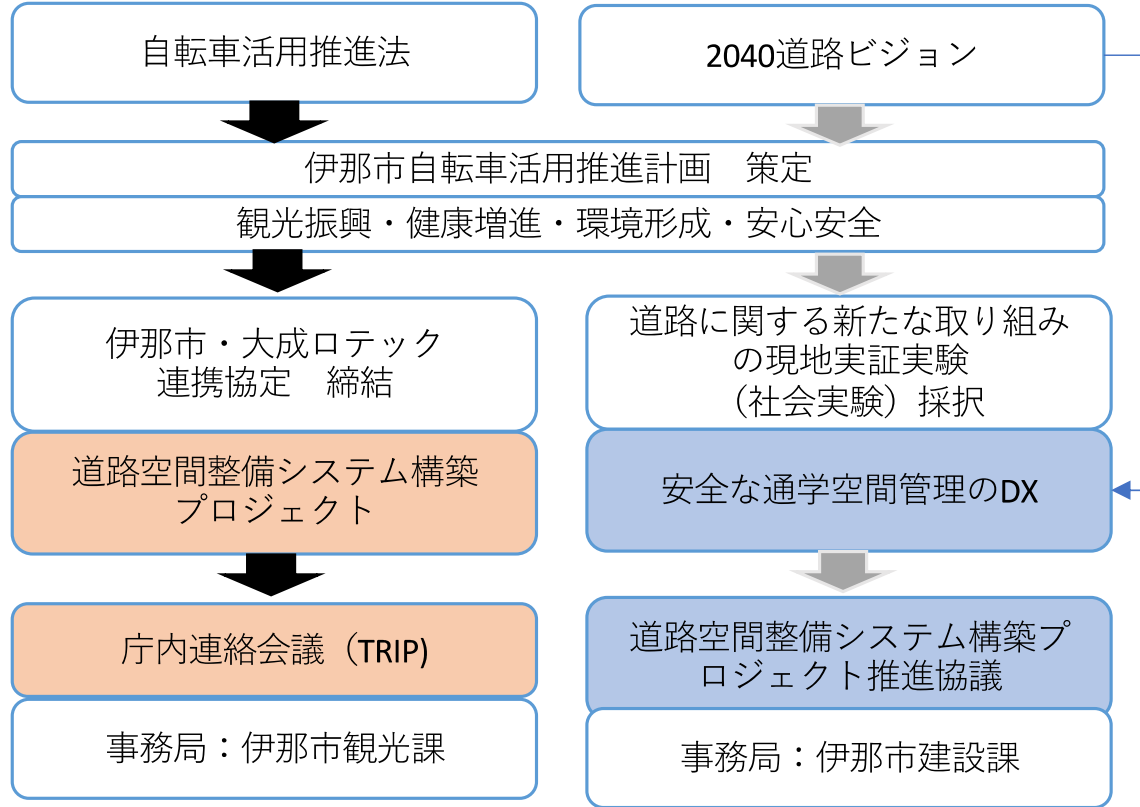 自転車活用推進法
2040道路ビジョン
伊那市自転車活用推進計画　策定
観光振興・健康増進・環境形成・安心安全
伊那市・大成ロテック
連携協定　締結
道路空間整備システム構築
プロジェクト
庁内連絡会議（TRIP)
事務局：伊那市観光課
道路に関する新たな取り組み
の現地実証実験
（社会実験）採択
安全な通学空間管理のDX
道路空間整備システム構築プ
ロジェクト推進協議
事務局：伊那市建設課